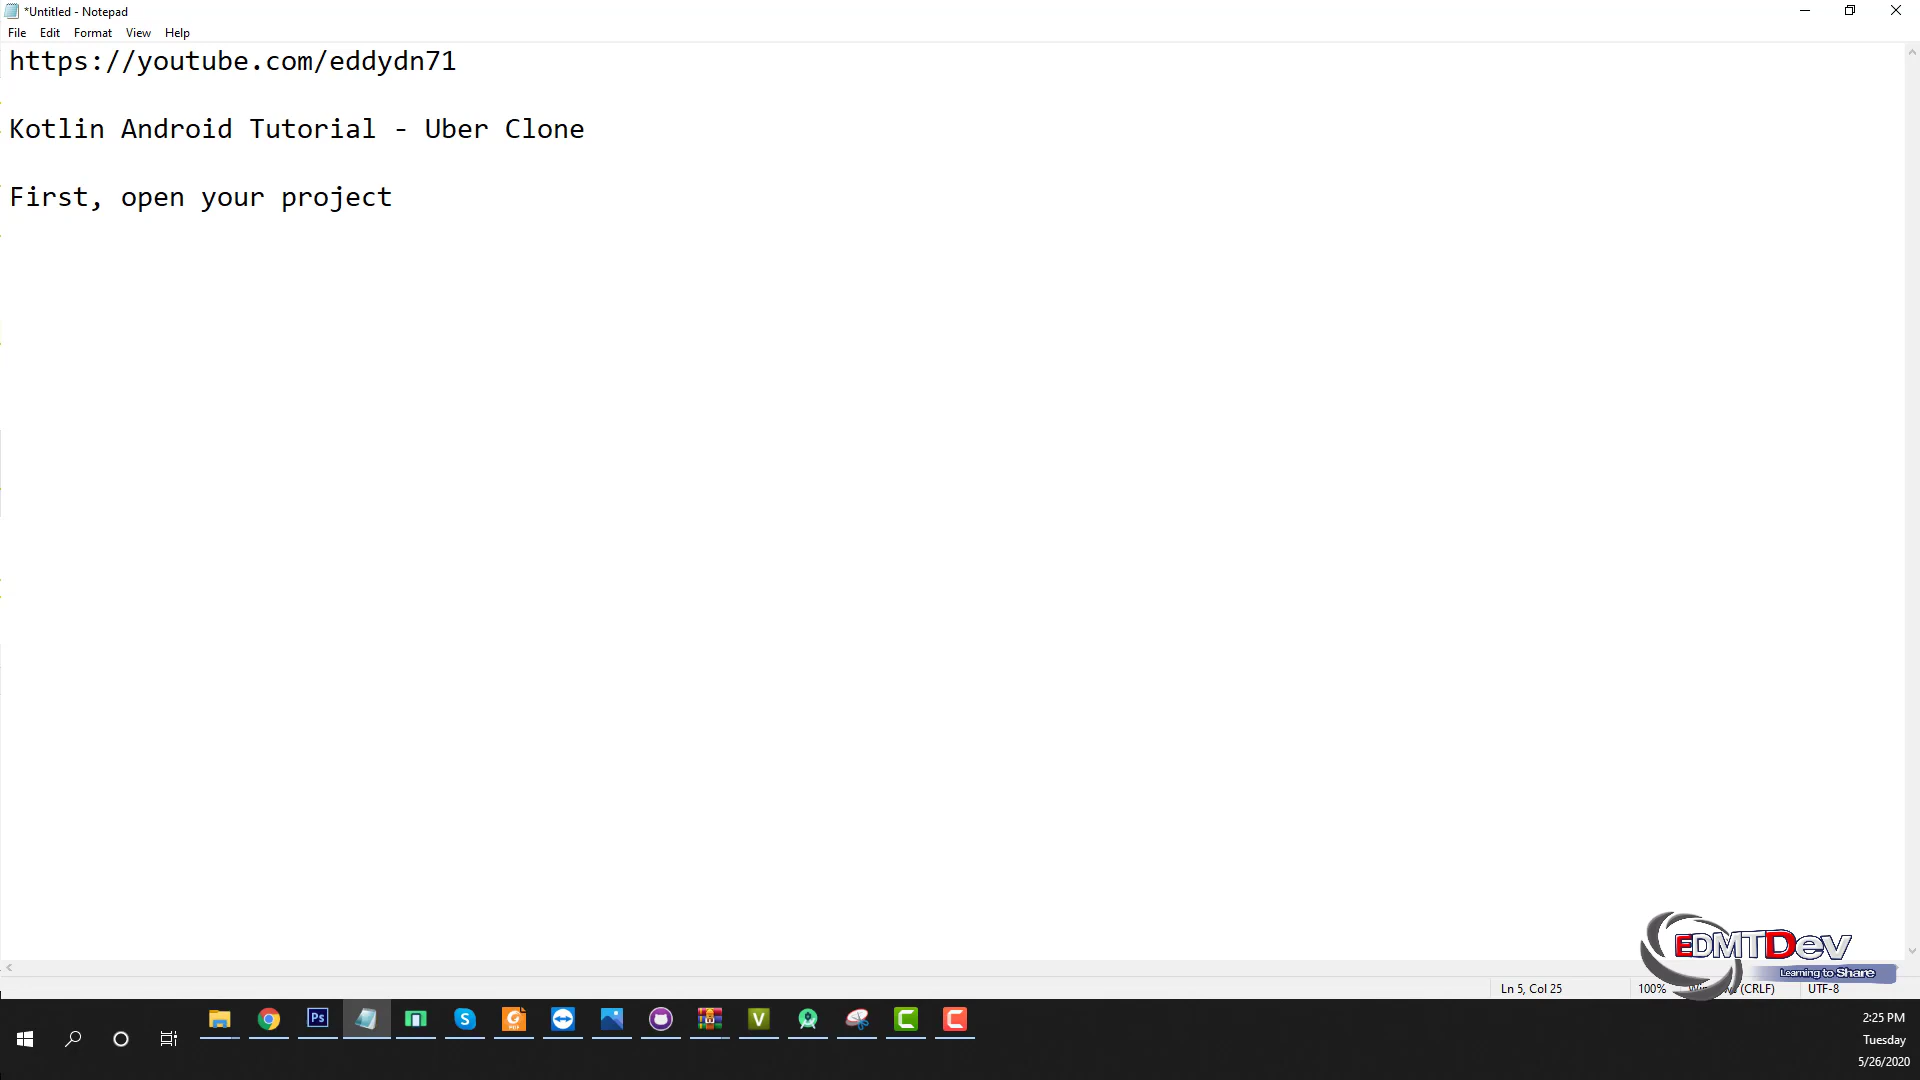 *Untitled - Notepad
File Edit Format View Help
https://youtube.com/eddydn71
Kotlin Android Tutorial - Uber Clone
First, open your project
EDMTDev
Learning to Share
Ln 5, Col 25 100% (CRLF) UTF-8
Ps
2:25 PM
Tuesday
5/26/2020